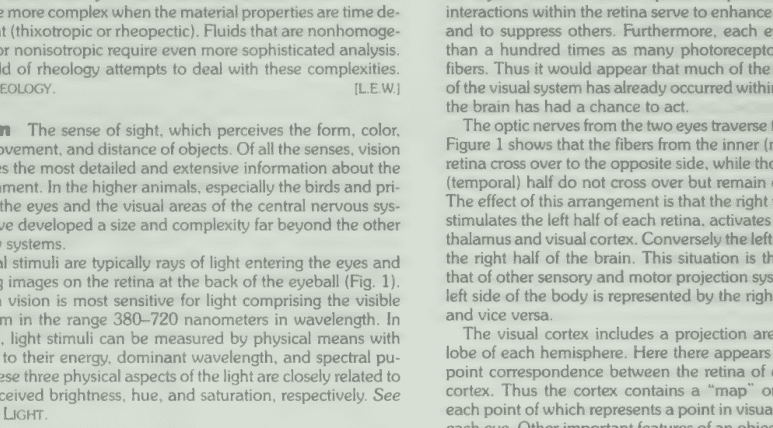 e more complex when the material properties are time de-
t (thixotropic or rheopectic). Fluids that are nonhomoge-
or nonisotropic require even more sophisticated analysis.
ld of rheology attempts to deal with these complexities.
EOLOGY. [L.E.W.]
n The sense of sight, which perceives the form, color,
ovement, and distance of objects. Of all the senses, vision
es the most detailed and extensive information about the
nment. In the higher animals, especially the birds and pri-
the eyes and the visual areas of the central nervous sys-
ve developed a size and complexity far beyond the other
y systems.
al stimuli are typically rays of light entering the eyes and
g images on the retina at the back of the eyeball (Fig. 1).
n vision is most sensitive for light comprising the visible
m in the range 380–720 nanometers in wavelength. In
, light stimuli can be measured by physical means with
to their energy, dominant wavelength, and spectral pu-
ese three physical aspects of the light are closely related to
ceived brightness, hue, and saturation, respectively. See
LIGHT.
interactions within the retina serve to enhance
and to suppress others. Furthermore, each e
than a hundred times as many photorecepto
fibers. Thus it would appear that much of the
of the visual system has already occurred within
the brain has had a chance to act.
The optic nerves from the two eyes traverse
Figure 1 shows that the fibers from the inner (
retina cross over to the opposite side, while the
(temporal) half do not cross over but remain
The effect of this arrangement is that the right
stimulates the left half of each retina, activates
thalamus and visual cortex. Conversely the left
the right half of the brain. This situation is th
that of other sensory and motor projection sys
left side of the body is represented by the righ
and vice versa.
The visual cortex includes a projection are
lobe of each hemisphere. Here there appears
point correspondence between the retina of
cortex. Thus the cortex contains a “map” o
each point of which represents a point in visua
each eye. Other important features of an objec